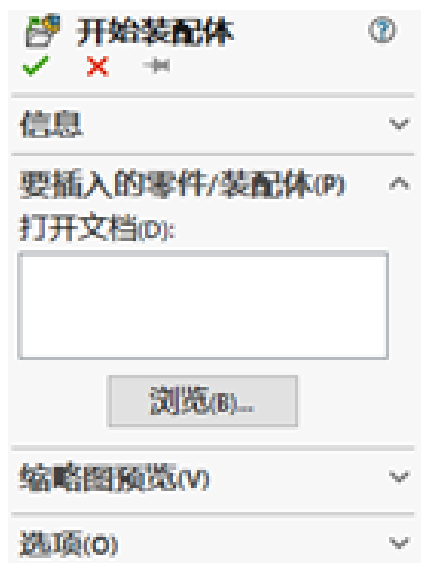 开始装配体
信息
要插入的零件/装配体(P)
打开文档(D):
浏览(B)...
缩略图预览(V)
选项(O)